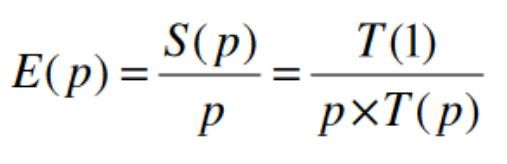 E(p) = S(p) / p = T(1) / p×T(p)